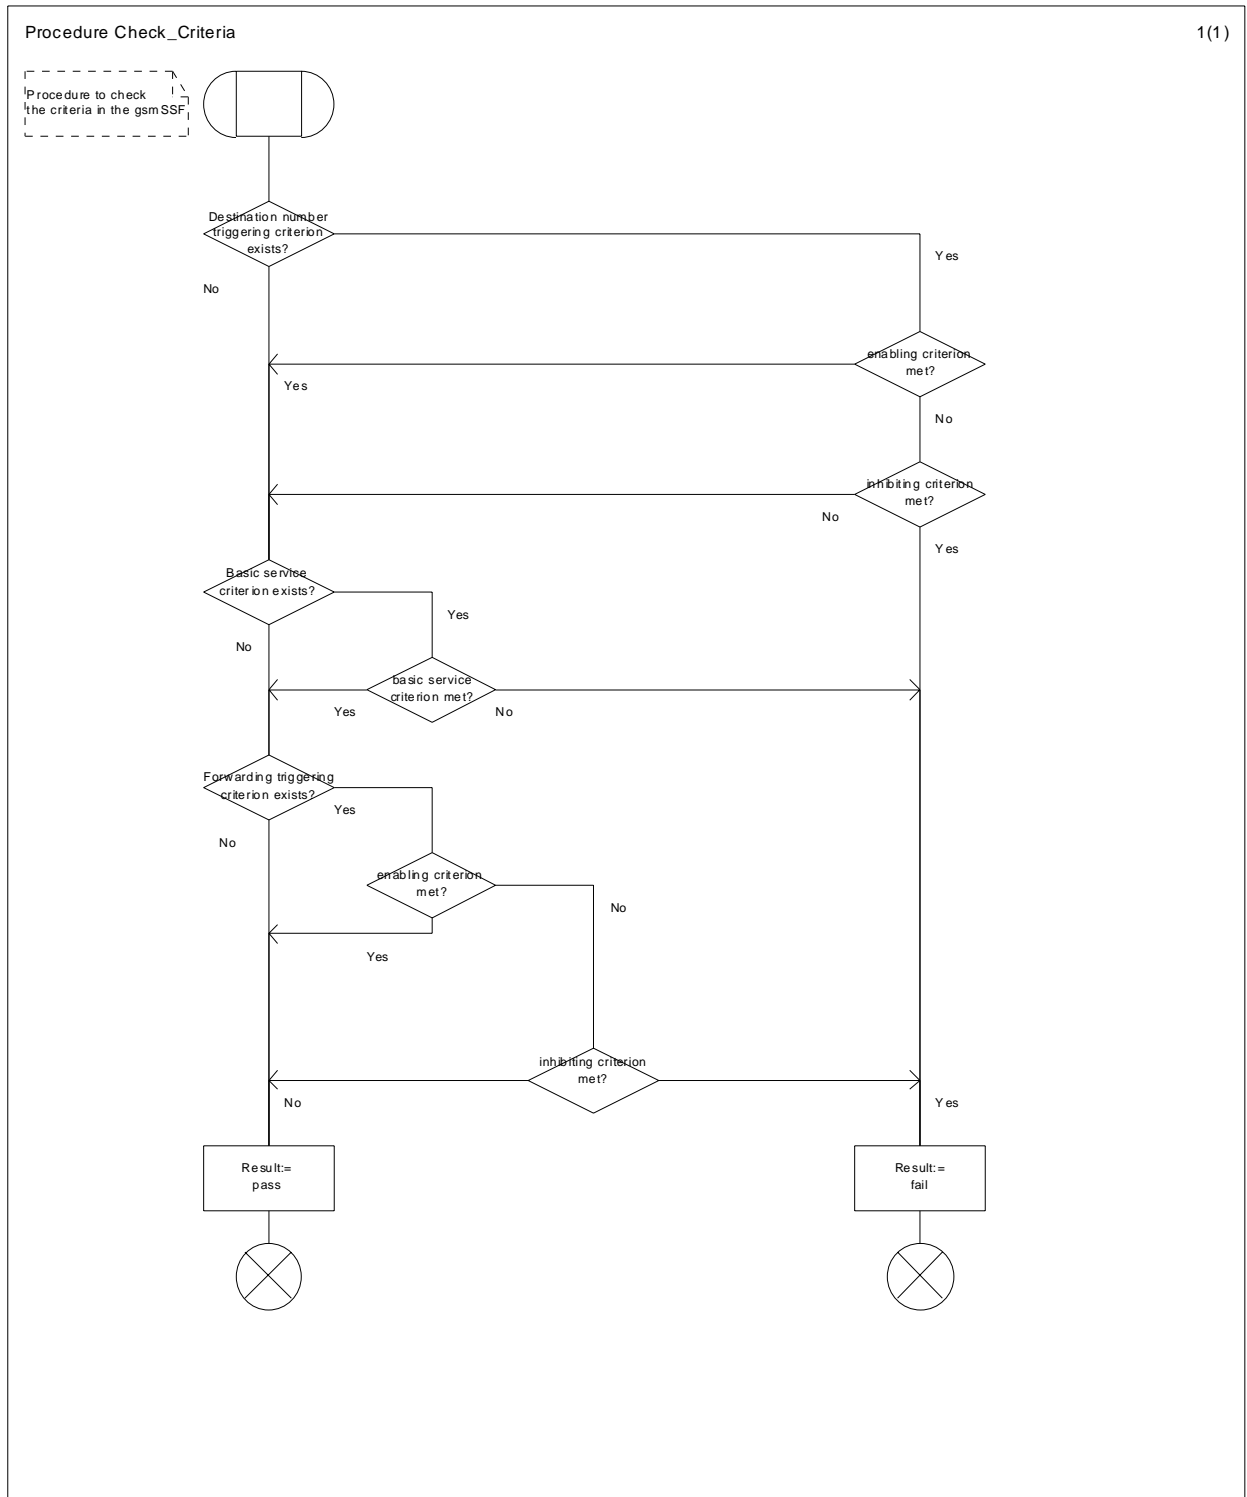 Procedure Check_Criteria
1(1)
Procedure to check
the criteria in the gsmSSF
Destination number
triggering criterion
exists?
Yes
No
enabling criterion
met?
Yes
No
inhibiting criterion
met?
No
Yes
Basic service
criterion exists?
Yes
No
basic service
criterion met?
Yes
No
Forwarding triggering
criterion exists?
Yes
No
enabling criterion
met?
No
Yes
inhibiting criterion
met?
No
Yes
Result:=
pass
Result:=
fail